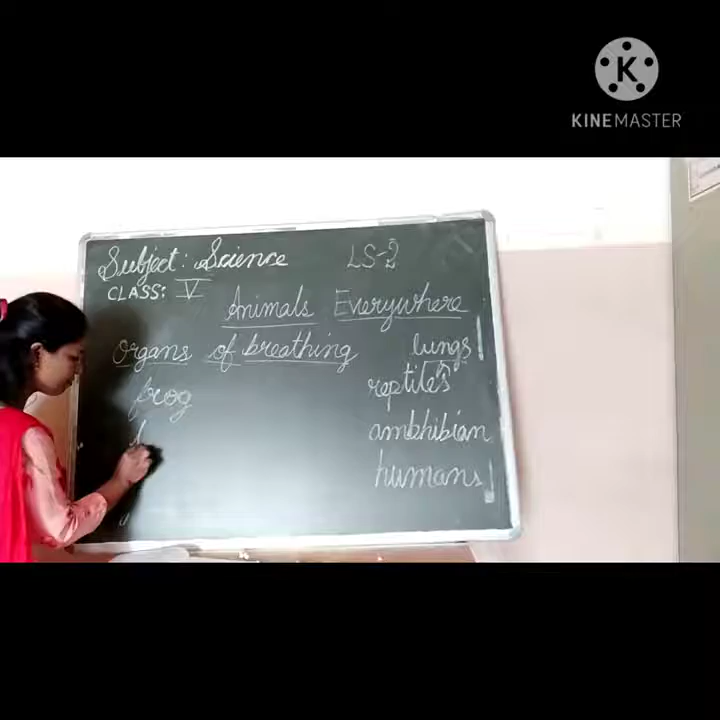 KINEMASTER
Subject: Science LS-2
CLASS: V
Animals Everywhere
Organs of breathing lungs
frog reptiles
ambhibian
humans